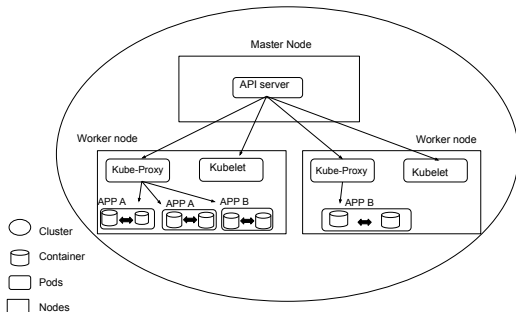 Master Node
API server
Worker node
Worker node
Kube-Proxy
Kubelet
Kube-Proxy
Kubelet
APP A
APP A
APP B
APP B
Cluster
Container
Pods
Nodes